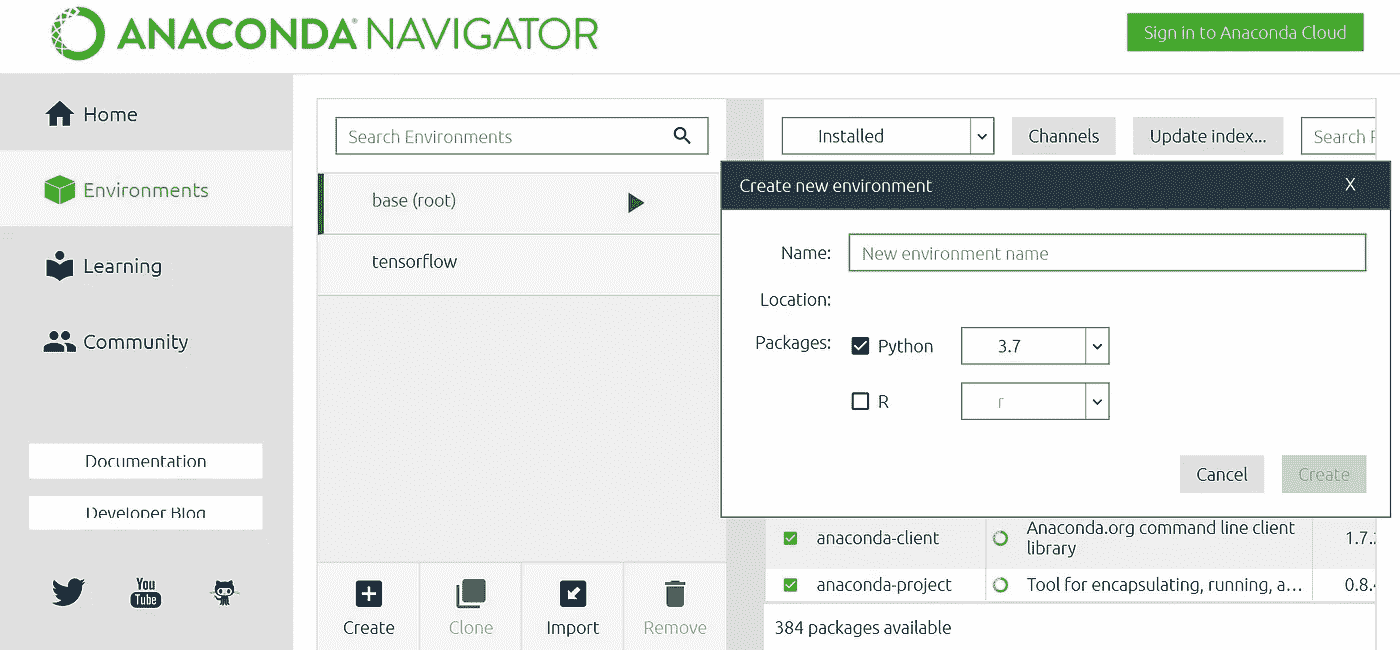 ANACONDA NAVIGATOR
Sign in to Anaconda Cloud
Home
Environments
Learning
Community
Documentation
Developer Blog
You
Tube
Search Environments
base (root)
tensorflow
Create
Clone
Import
Remove
Installed
Channels
Update index...
Search
Create new environment
X
Name:
New environment name
Location:
Packages:
Python
3.7
R
r
Cancel
Create
anaconda-client
Anaconda.org command line client
library
1.7.
anaconda-project
Tool for encapsulating, running, a...
0.8.
384 packages available